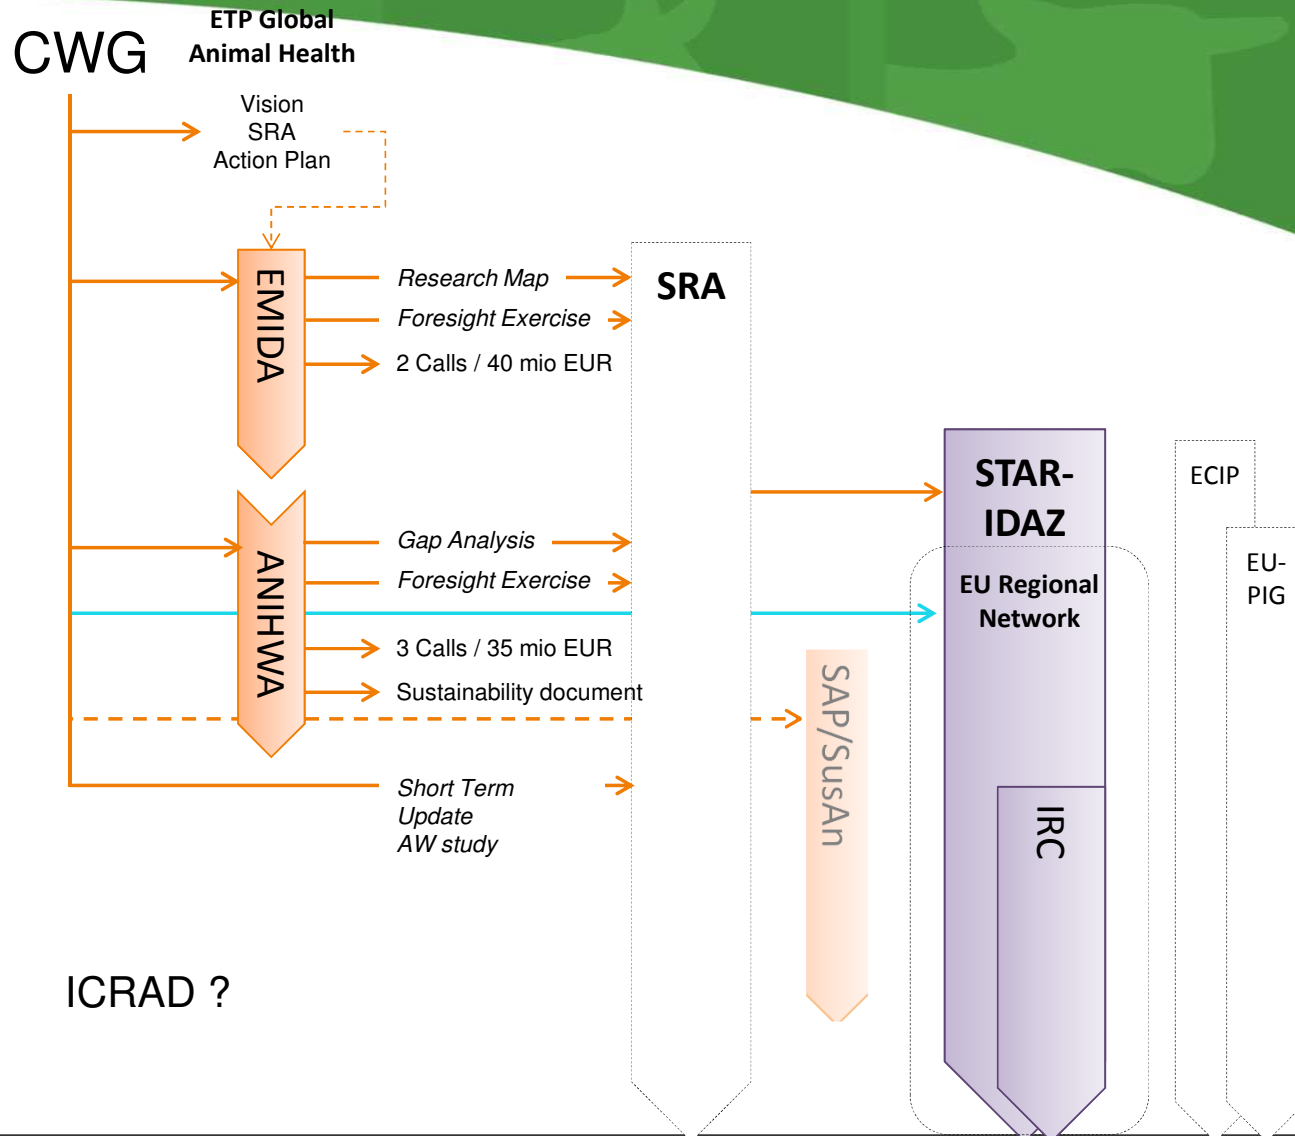 CWG
ETP Global
Animal Health
Vision
SRA
Action Plan
EMIDA
Research Map
Foresight Exercise
2 Calls / 40 mio EUR
SRA
STAR-
IDAZ
EU Regional
Network
ECIP
EU-
PIG
ANIHWA
Gap Analysis
Foresight Exercise
3 Calls / 35 mio EUR
Sustainability document
SAP/SusAn
IRC
Short Term
Update
AW study
ICRAD ?